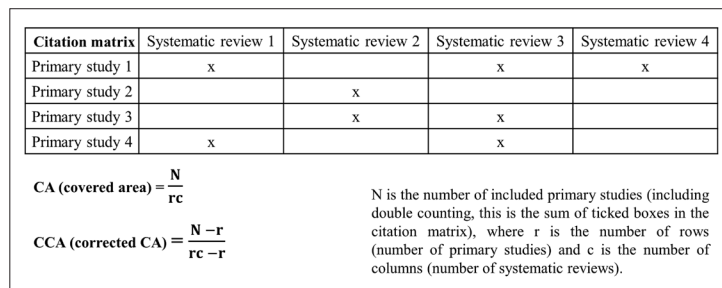 Citation matrix Systematic review 1 Systematic review 2 Systematic review 3 Systematic review 4
Primary study 1 x x x
Primary study 2 x
Primary study 3 x x
Primary study 4 x x
CA (covered area) = N/rc
CCA (corrected CA) = N – r/rc – r
N is the number of included primary studies (including
double counting, this is the sum of ticked boxes in the
citation matrix), where r is the number of rows
(number of primary studies) and c is the number of
columns (number of systematic reviews).